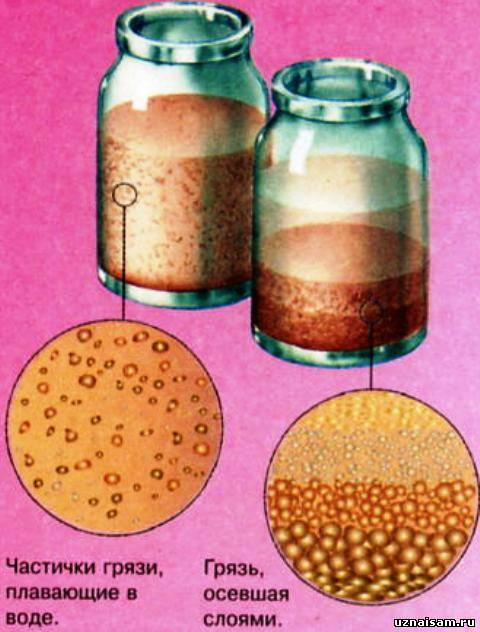 Частички грязи,
плавающие в
воде.
Грязь,
осевшая
слоями.
uznaisam.ru